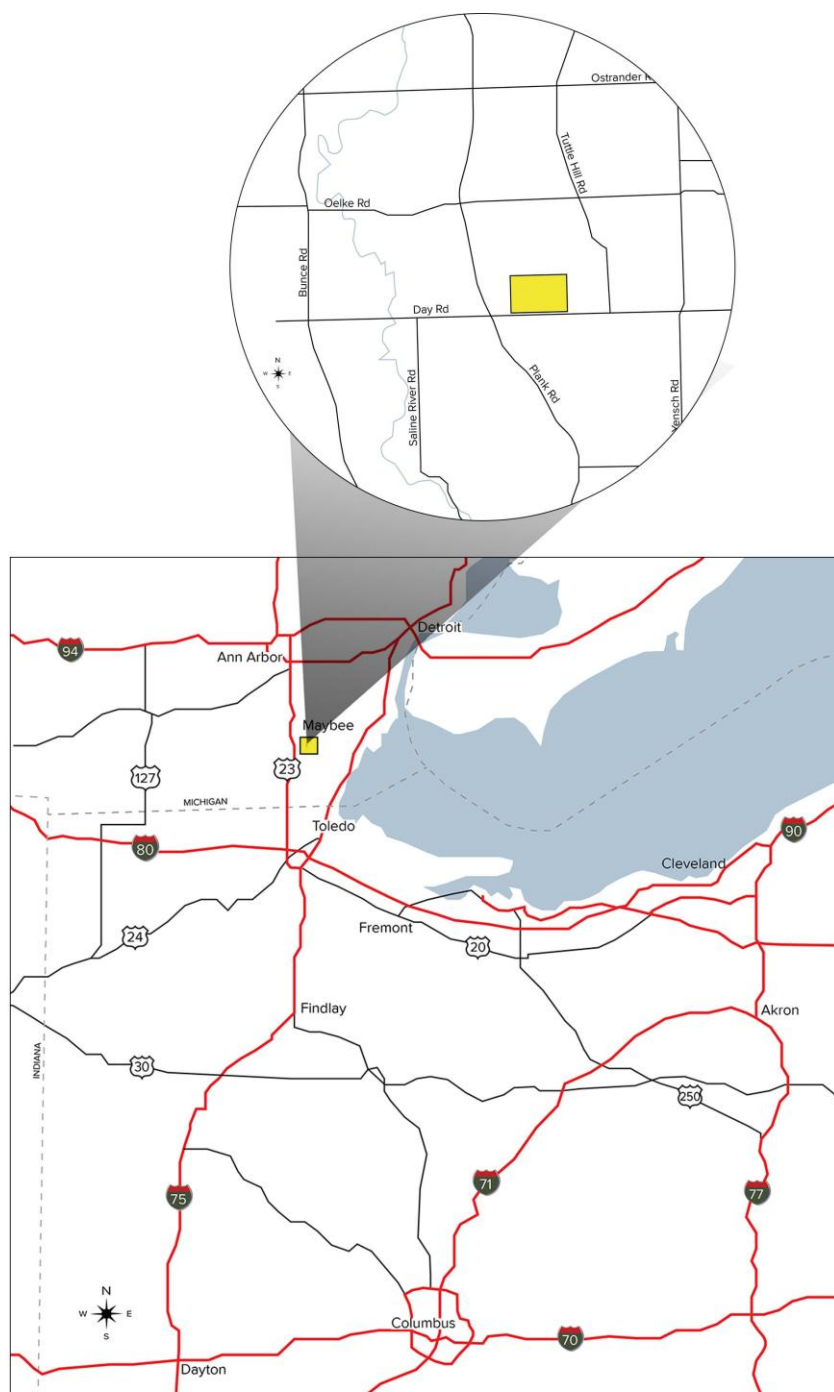 Ostrander R
Tuttle Hill Rd
Oelke Rd
Bunce Rd
Day Rd
N
W E
S
Saline River Rd
Plank Rd
Yensch Rd
Detroit
94
Ann Arbor
Maybee
23
127
MICHIGAN
Toledo
90
80
Cleveland
24
Fremont
20
Findlay
Akron
INDIANA
30
250
71
75
77
N
W E
S
Columbus
70
Dayton